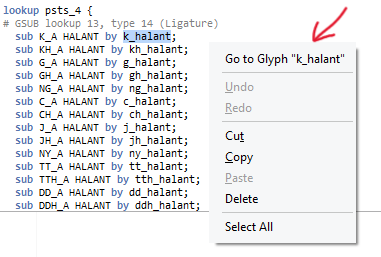 lookup psts_4 {
# GSUB lookup 13, type 14 (Ligature)
sub K_A HALANT by k_halant;
sub KH_A HALANT by kh_halant;
sub G_A HALANT by g_halant;
sub GH_A HALANT by gh_halant;
sub NG_A HALANT by ng_halant;
sub C_A HALANT by c_halant;
sub CH_A HALANT by ch_halant;
sub J_A HALANT by j_halant;
sub JH_A HALANT by jh_halant;
sub NY_A HALANT by ny_halant;
sub TT_A HALANT by tt_halant;
sub TTH_A HALANT by tth_halant;
sub DD_A HALANT by dd_halant;
sub DDH_A HALANT by ddh_halant;
Go to Glyph "k_halant"
Undo
Redo
Cut
Copy
Paste
Delete
Select All